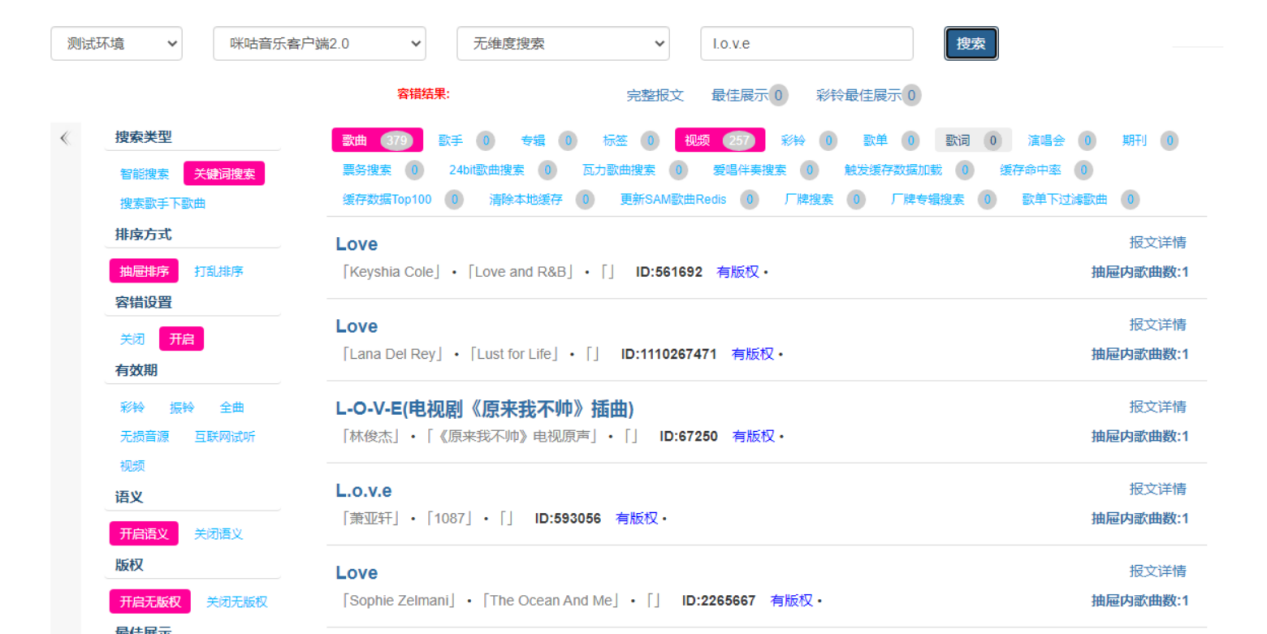 测试环境 咪咕音乐客户端2.0 无维度搜索 l.o.v.e 搜索
容错结果: 完整报文 最佳展示 0 彩铃最佳展示 0
搜索类型
智能搜索 关键词搜索
搜索歌手下歌曲
排序方式
抽屉排序 打乱排序
容错设置
关闭 开启
有效期
彩铃 振铃 全曲
无损音源 互联网试听
视频
语义
开启语义 关闭语义
版权
开启无版权 关闭无版权
最佳展示
歌曲 379 歌手 0 专辑 0 标签 0 视频 257 彩铃 0 歌单 0 歌词 0 演唱会 0 期刊 0
票务搜索 0 24bit歌曲搜索 0 瓦力歌曲搜索 0 爱唱伴奏搜索 0 触发缓存数据加载 0 缓存命中率 0
缓存数据Top100 0 清除本地缓存 0 更新SAM歌曲Redis 0 厂牌搜索 0 厂牌专辑搜索 0 歌单下过滤歌曲 0
Love 报文详情
「Keyshia Cole」 • 「Love and R&B」 • 「」 ID:561692 有版权 • 抽屉内歌曲数:1
Love 报文详情
「Lana Del Rey」 • 「Lust for Life」 • 「」 ID:1110267471 有版权 • 抽屉内歌曲数:1
L-O-V-E(电视剧《原来我不帅》插曲) 报文详情
「林俊杰」 • 「《原来我不帅》电视原声」 • 「」 ID:67250 有版权 • 抽屉内歌曲数:1
L.o.v.e 报文详情
「萧亚轩」 • 「1087」 • 「」 ID:593056 有版权 • 抽屉内歌曲数:1
Love 报文详情
「Sophie Zelmani」 • 「The Ocean And Me」 • 「」 ID:2265667 有版权 • 抽屉内歌曲数:1